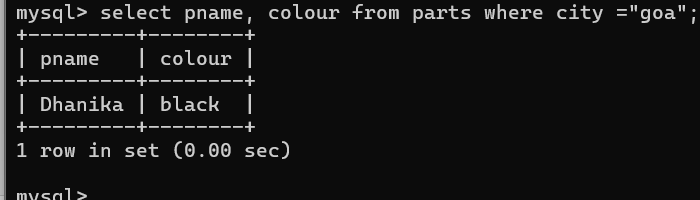 mysql> select pname, colour from parts where city ="goa";
+---------+--------+
| pname   | colour |
+---------+--------+
| Dhanika | black  |
+---------+--------+
1 row in set (0.00 sec)
mysql>